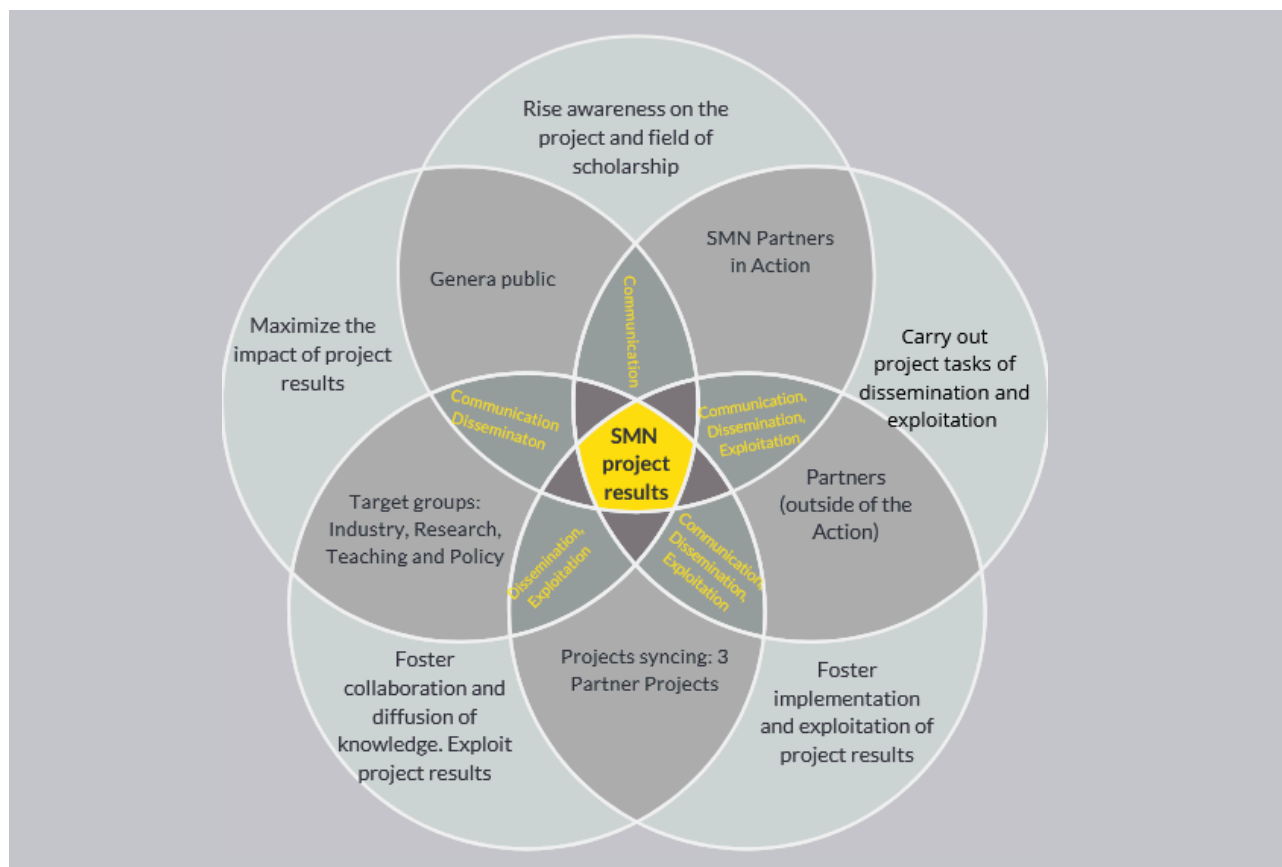 Rise awareness on the
project and field of
scholarship
SMN Partners
in Action
Genera public
Communication
Maximize the
impact of project
results
Carry out
project tasks of
dissemination and
exploitation
Communication
Disseminaton
Communication,
Dissemination,
Exploitation
SMN
project
results
Partners
(outside of the
Action)
Target groups:
Industry, Research,
Teaching and Policy
Dissemination,
Exploitation
Communication,
Dissemination,
Exploitation
Projects syncing: 3
Partner Projects
Foster
collaboration and
diffusion of
knowledge. Exploit
project results
Foster
implementation
and exploitation of
project results